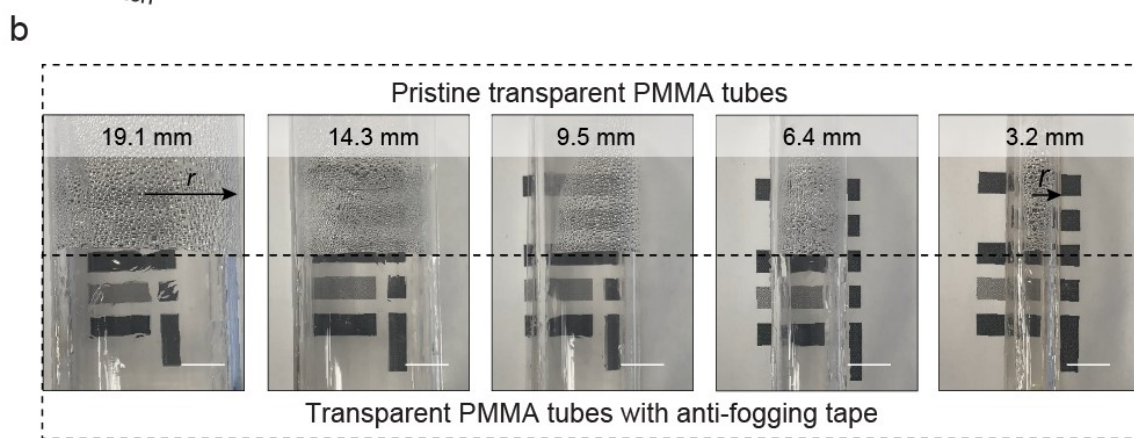 b
Pristine transparent PMMA tubes
19.1 mm
14.3 mm
9.5 mm
6.4 mm
3.2 mm
r
r
Transparent PMMA tubes with anti-fogging tape